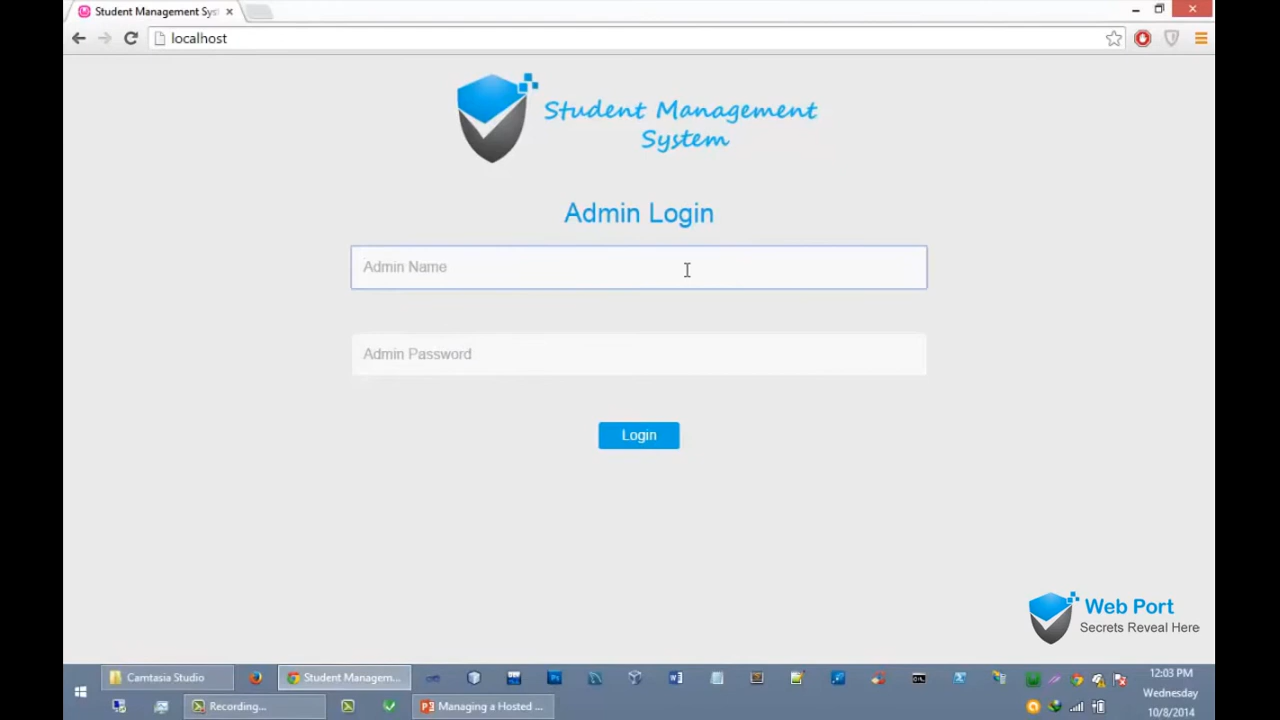 Student Management Sys
localhost
Student Management
System
Admin Login
Admin Name
Admin Password
Login
Web Port
Secrets Reveal Here
Camtasia Studio
Student Managem...
12:03 PM
Wednesday
Recording...
Managing a Hosted ...
10/8/2014